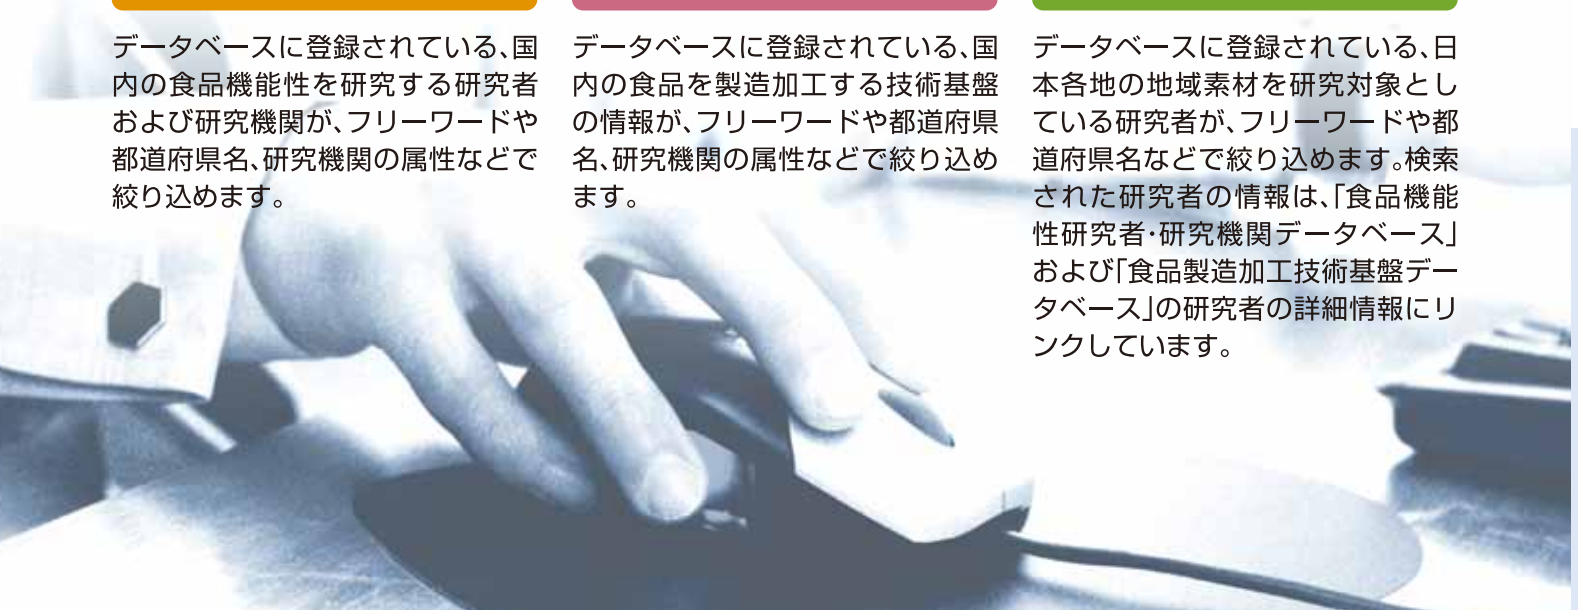 データベースに登録されている、国
内の食品機能性を研究する研究者
および研究機関が、フリーワードや
都道府県名、研究機関の属性などで
絞り込めます。
データベースに登録されている、国
内の食品を製造加工する技術基盤
の情報が、フリーワードや都道府県
名、研究機関の属性などで絞り込め
ます。
データベースに登録されている、日
本各地の地域素材を研究対象とし
ている研究者が、フリーワードや都
道府県名などで絞り込めます。検索
された研究者の情報は、「食品機能
性研究者・研究機関データベース」
および「食品製造加工技術基盤デー
タベース」の研究者の詳細情報にリ
ンクしています。